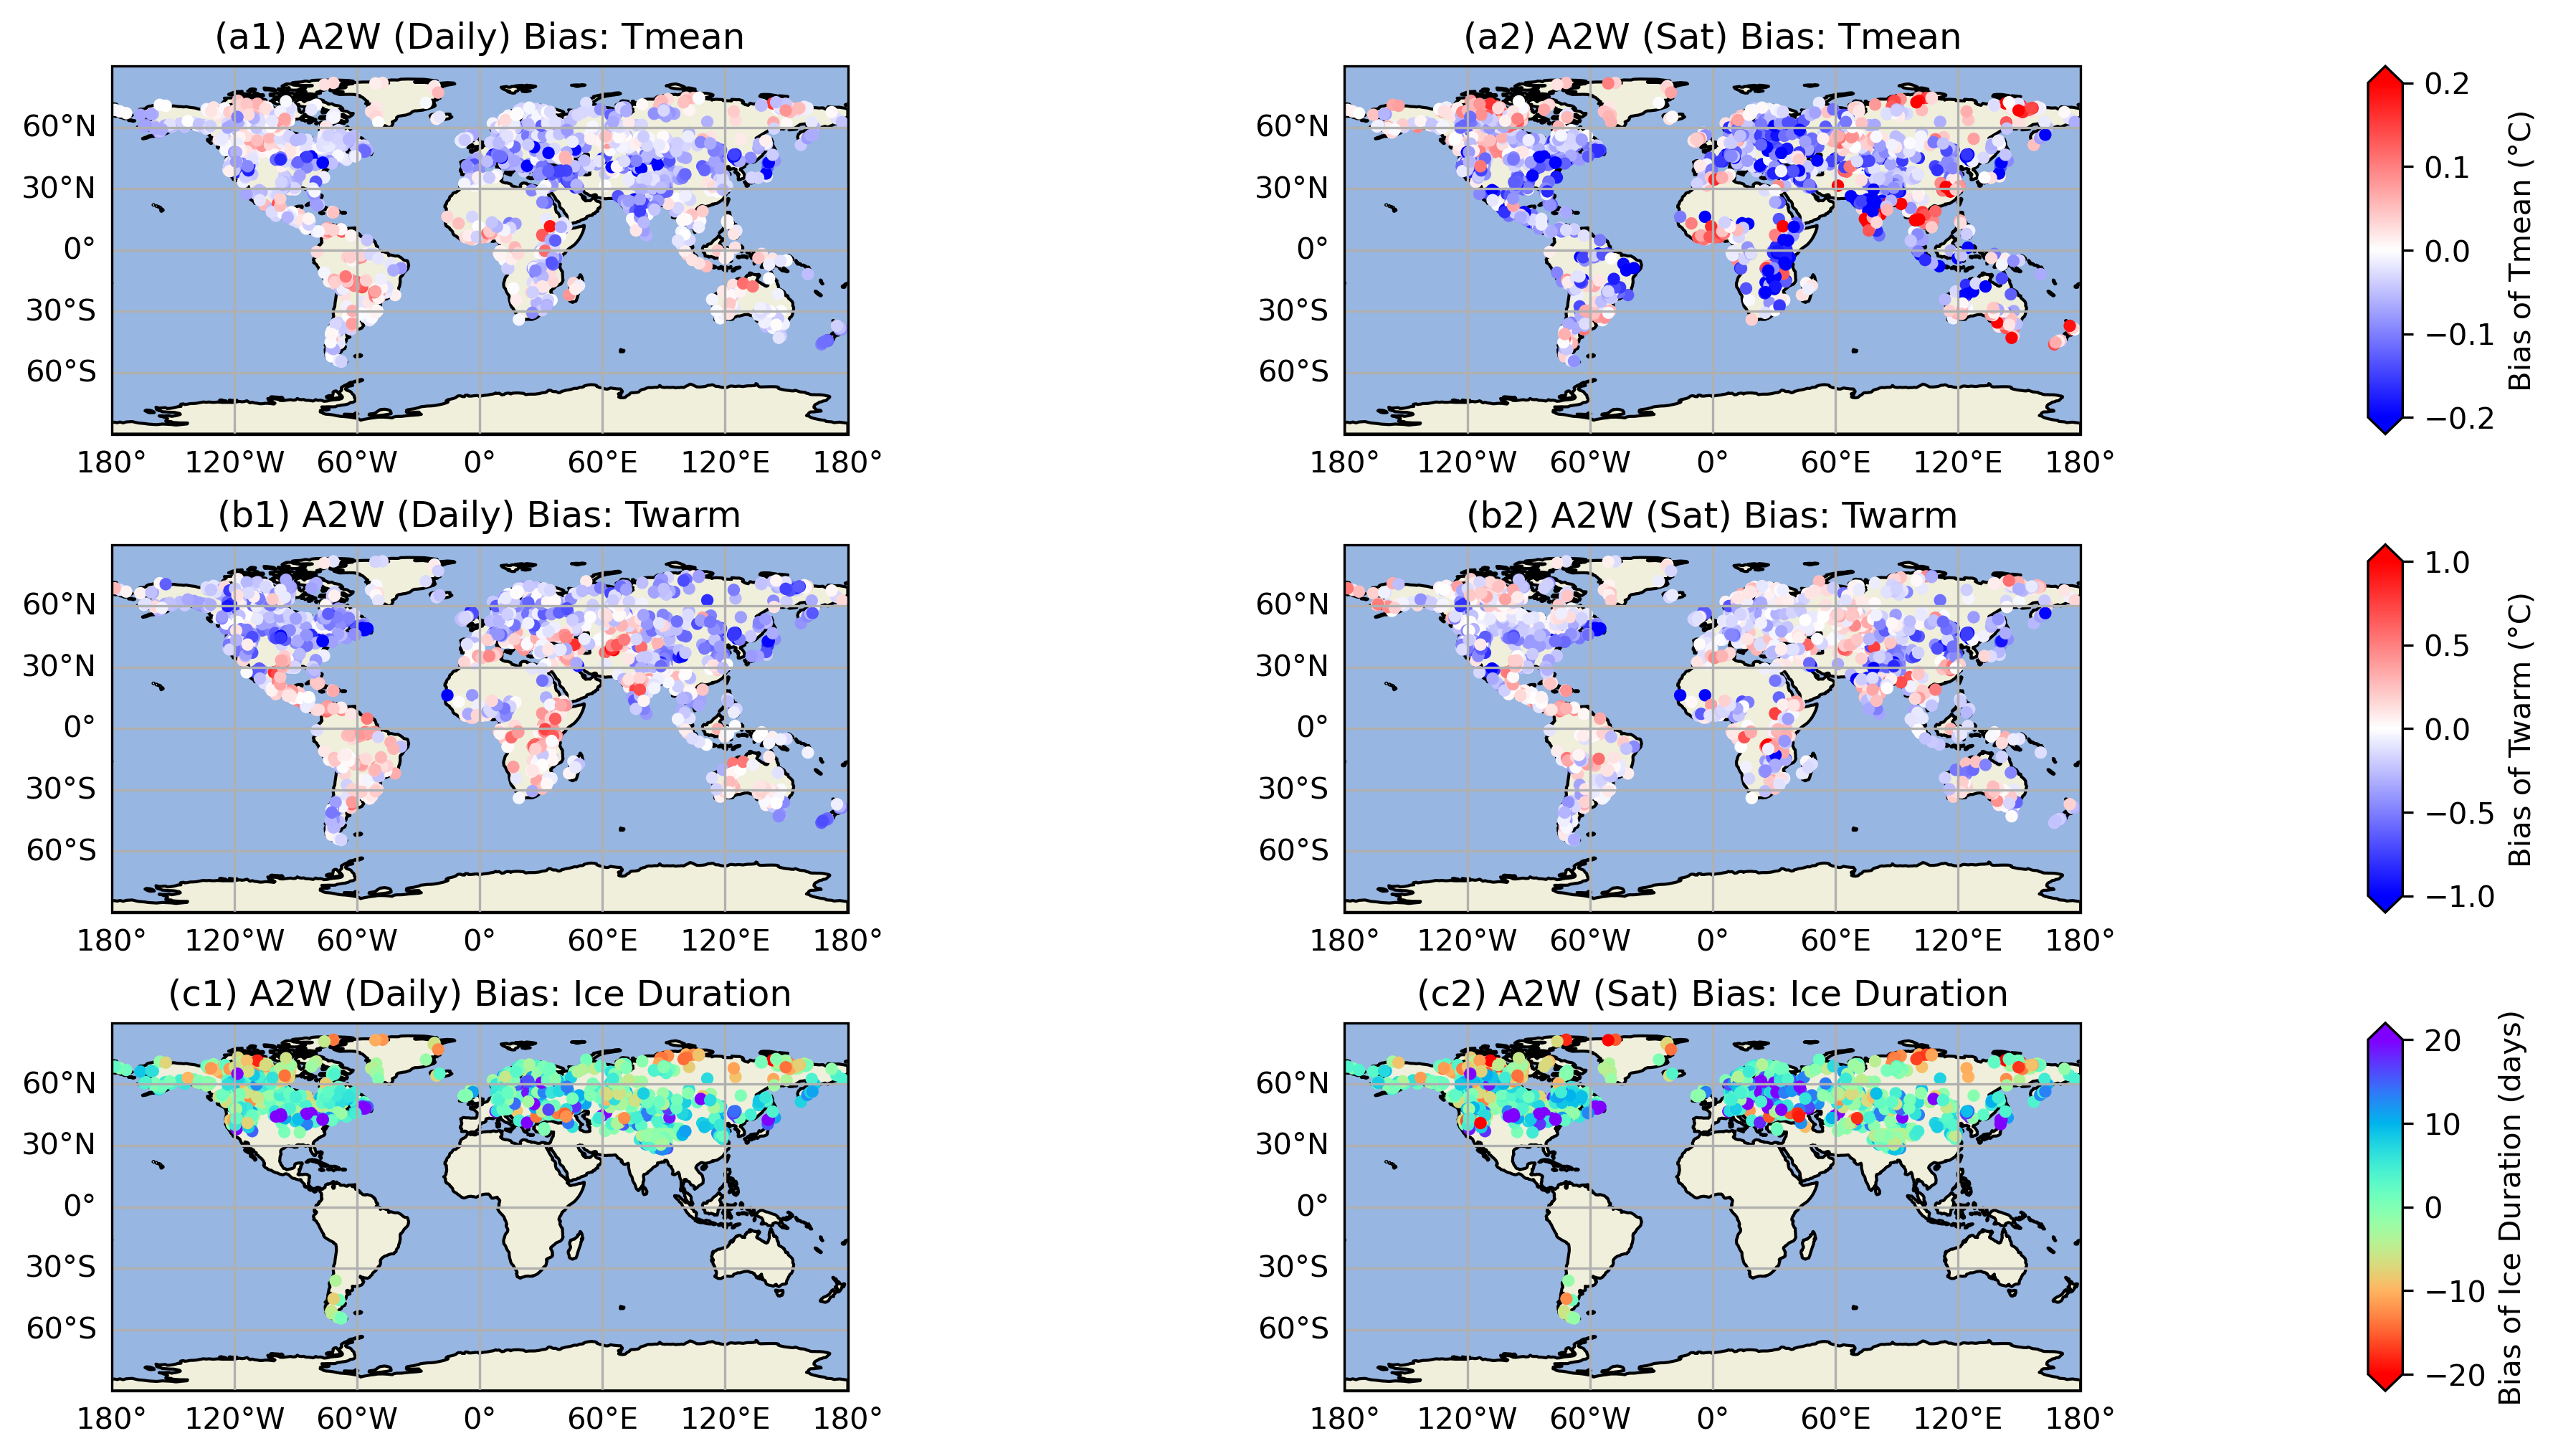 (a1) A2W (Daily) Bias: Tmean
60°N
30°N
0°
30°S
60°S
180° 120°W 60°W 0° 60°E 120°E 180°
(a2) A2W (Sat) Bias: Tmean
60°N
30°N
0°
30°S
60°S
180° 120°W 60°W 0° 60°E 120°E 180°
0.2
0.1
0.0
−0.1
−0.2
Bias of Tmean (°C)
(b1) A2W (Daily) Bias: Twarm
60°N
30°N
0°
30°S
60°S
180° 120°W 60°W 0° 60°E 120°E 180°
(b2) A2W (Sat) Bias: Twarm
60°N
30°N
0°
30°S
60°S
180° 120°W 60°W 0° 60°E 120°E 180°
1.0
0.5
0.0
−0.5
−1.0
Bias of Twarm (°C)
(c1) A2W (Daily) Bias: Ice Duration
60°N
30°N
0°
30°S
60°S
180° 120°W 60°W 0° 60°E 120°E 180°
(c2) A2W (Sat) Bias: Ice Duration
60°N
30°N
0°
30°S
60°S
180° 120°W 60°W 0° 60°E 120°E 180°
20
10
0
−10
−20
Bias of Ice Duration (days)